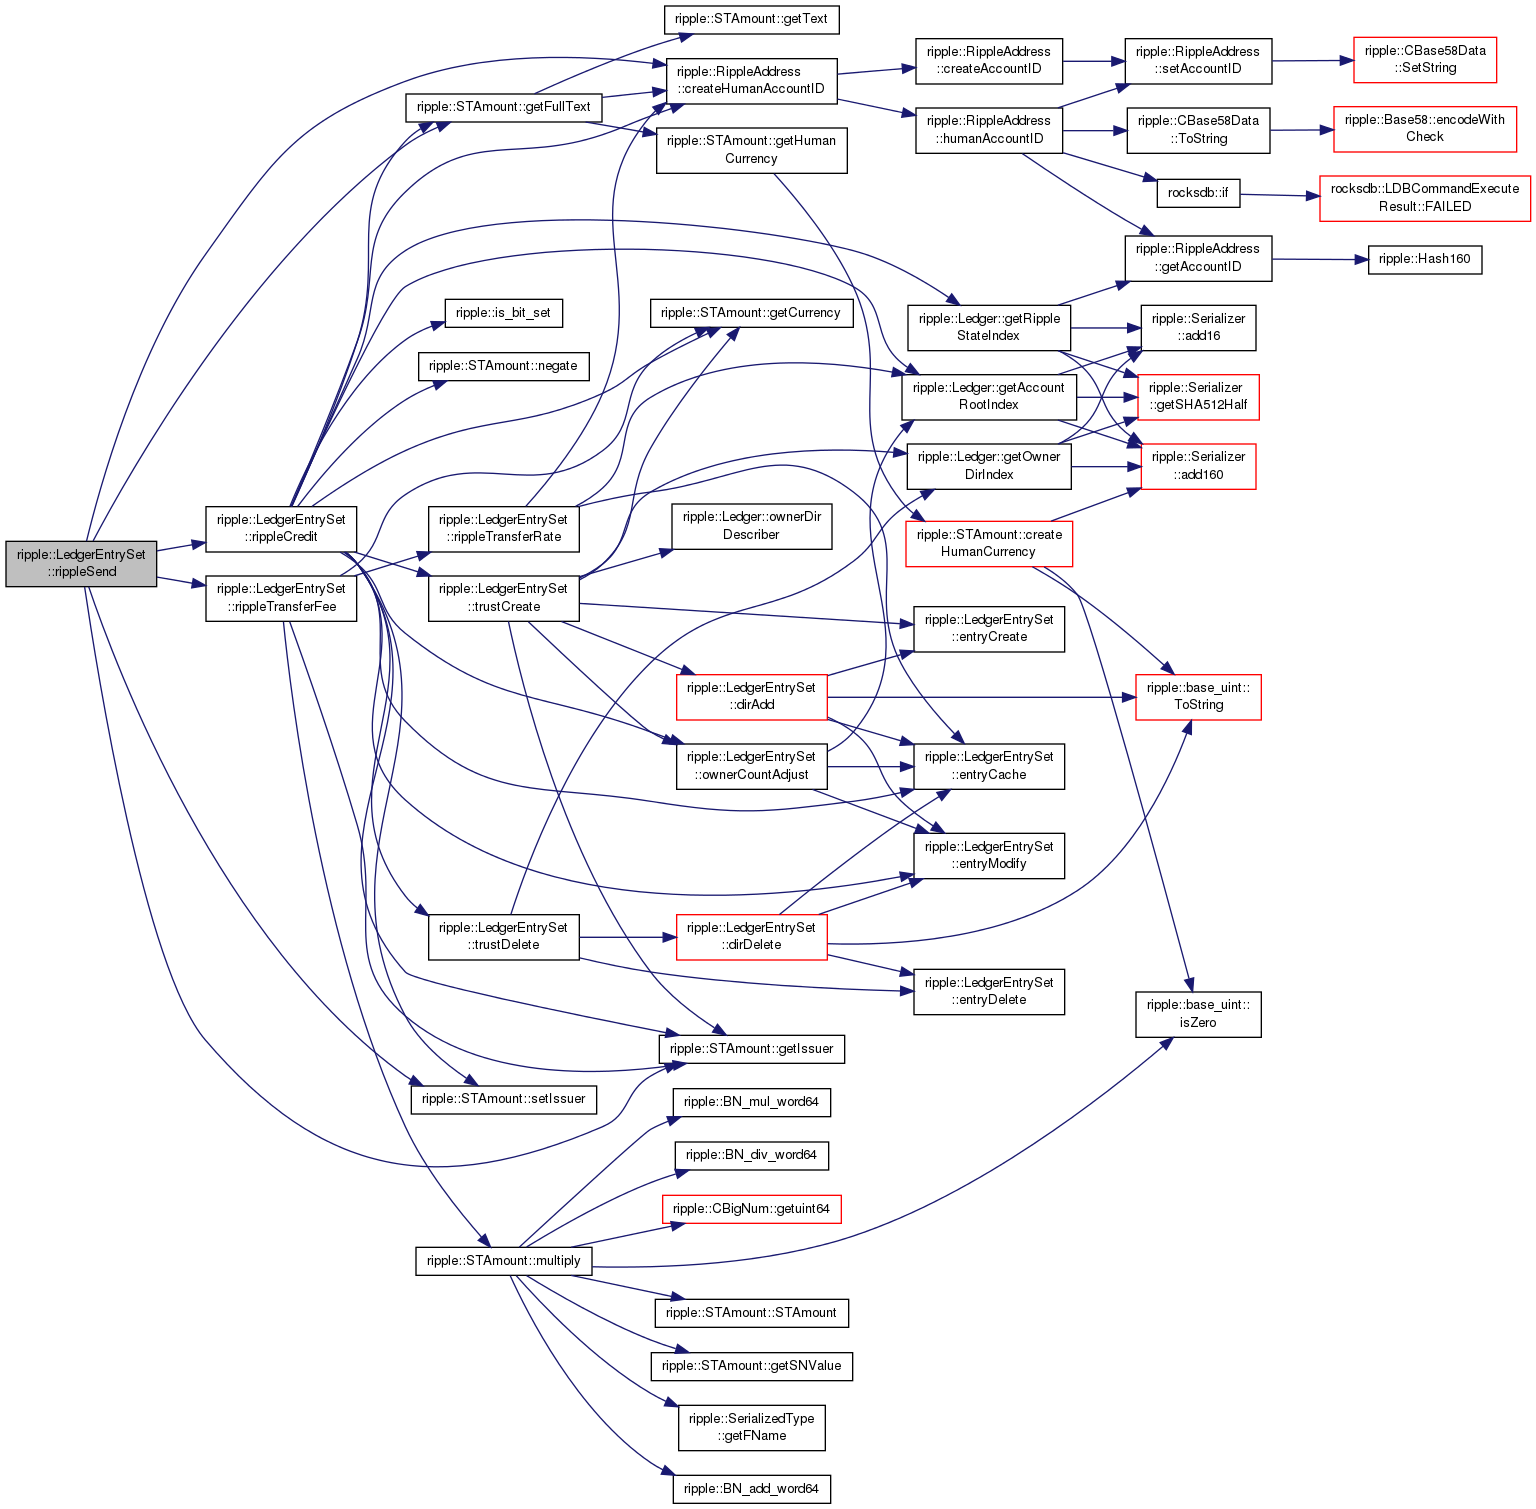 ripple::LedgerEntrySet
::rippleSend
ripple::LedgerEntrySet
::rippleCredit
ripple::LedgerEntrySet
::rippleTransferFee
ripple::STAmount::getFullText
ripple::is_bit_set
ripple::STAmount::negate
ripple::LedgerEntrySet
::rippleTransferRate
ripple::LedgerEntrySet
::trustCreate
ripple::LedgerEntrySet
::trustDelete
ripple::STAmount::setIssuer
ripple::STAmount::multiply
ripple::STAmount::getText
ripple::RippleAddress
::createHumanAccountID
ripple::STAmount::getHuman
Currency
ripple::STAmount::getCurrency
ripple::Ledger::ownerDir
Describer
ripple::LedgerEntrySet
::dirAdd
ripple::LedgerEntrySet
::ownerCountAdjust
ripple::LedgerEntrySet
::dirDelete
ripple::STAmount::getIssuer
ripple::BN_mul_word64
ripple::BN_div_word64
ripple::CBigNum::getuint64
ripple::STAmount::STAmount
ripple::STAmount::getSNValue
ripple::SerializedType
::getFName
ripple::BN_add_word64
ripple::RippleAddress
::createAccountID
ripple::RippleAddress
::humanAccountID
ripple::Ledger::getRipple
StateIndex
ripple::Ledger::getAccount
RootIndex
ripple::Ledger::getOwner
DirIndex
ripple::STAmount::create
HumanCurrency
ripple::LedgerEntrySet
::entryCreate
ripple::LedgerEntrySet
::entryCache
ripple::LedgerEntrySet
::entryModify
ripple::LedgerEntrySet
::entryDelete
ripple::RippleAddress
::setAccountID
ripple::CBase58Data
::ToString
rocksdb::if
ripple::RippleAddress
::getAccountID
ripple::Serializer
::add16
ripple::Serializer
::getSHA512Half
ripple::Serializer
::add160
ripple::base_uint::
ToString
ripple::base_uint::
isZero
ripple::CBase58Data
::SetString
ripple::Base58::encodeWith
Check
rocksdb::LDBCommandExecute
Result::FAILED
ripple::Hash160